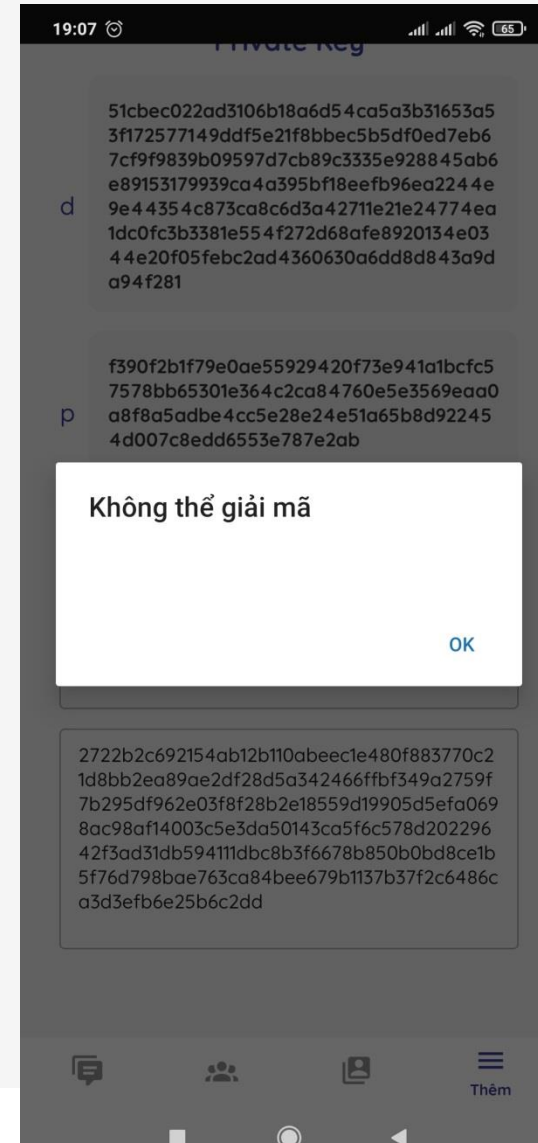 19:07
65
Private Key
d
51cbec022ad3106b18a6d54ca5a3b31653a5
3f172577149ddf5e21f8bbec5b5df0ed7eb6
7cf9f9839b09597d7cb89c3335e928845ab6
e89153179939ca4a395bf18eefb96ea2244e
9e44354c873ca8c6d3a42711e21e24774ea
1dc0fc3b3381e554f272d68afe8920134e03
44e20f05febc2ad4360630a6dd8d843a9d
a94f281
p
f390f2b1f79e0ae55929420f73e941a1bcfc5
7578bb65301e364c2ca84760e5e3569eaa0
a8f8a5adbe4cc5e28e24e51a65b8d92245
4d007c8edd6553e787e2ab
Không thể giải mã
OK
2722b2c692154ab12b110abeec1e480f883770c2
1d8bb2ea89ae2df28d5a342466ffbf349a2759f
7b295df962e03f8f28b2e18559d19905d5efa069
8ac98af14003c5e3da50143ca5f6c578d202296
42f3ad31db594111dbc8b3f6678b850b0bd8ce1b
5f76d798bae763ca84bee679b1137b37f2c6486c
a3d3efb6e25b6c2dd
Thêm